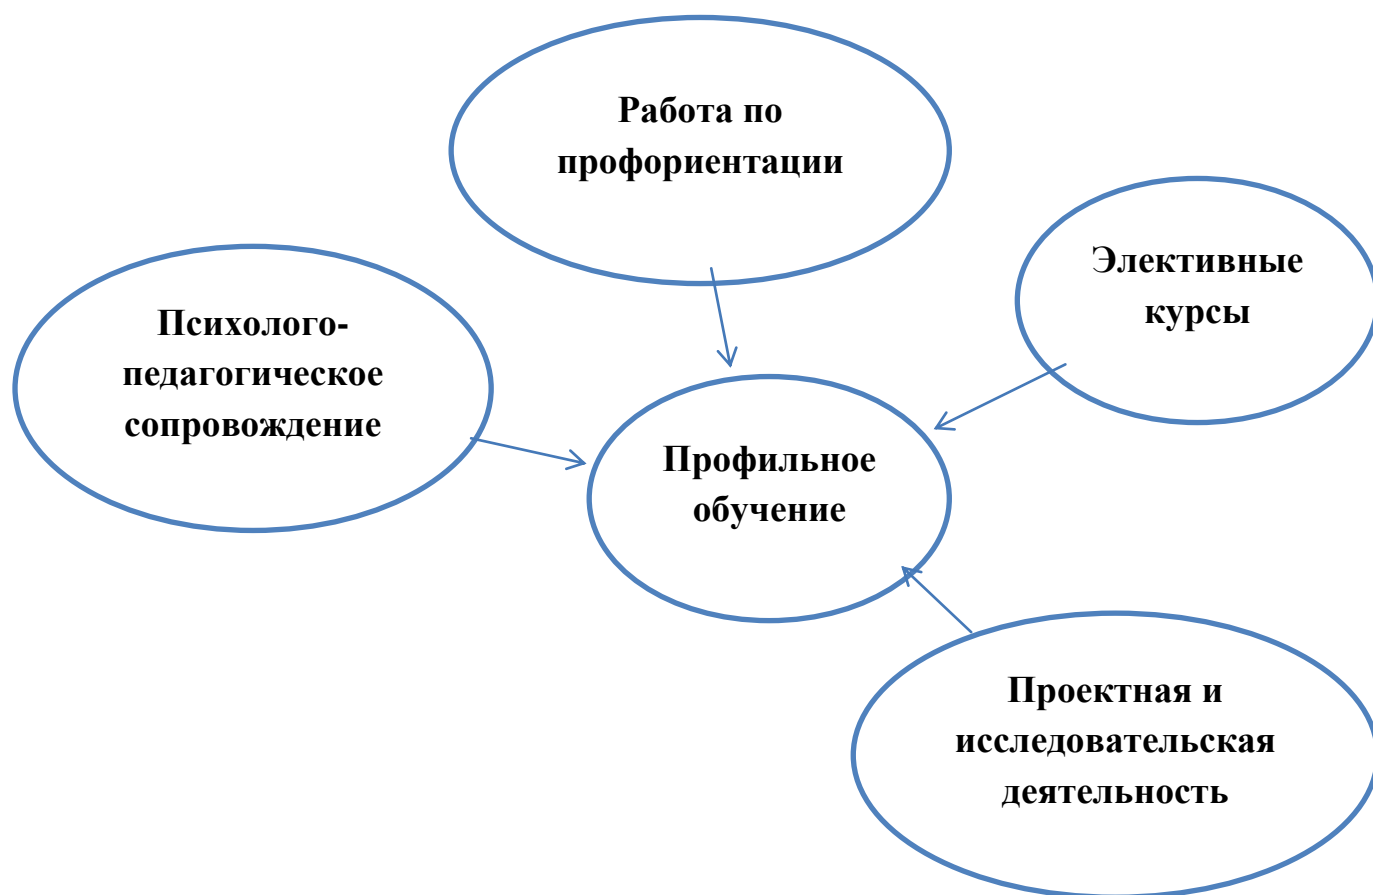 Работа по
профориентации
Элективные
курсы
Психолого-
педагогическое
сопровождение
Профильное
обучение
Проектная и
исследовательская
деятельность